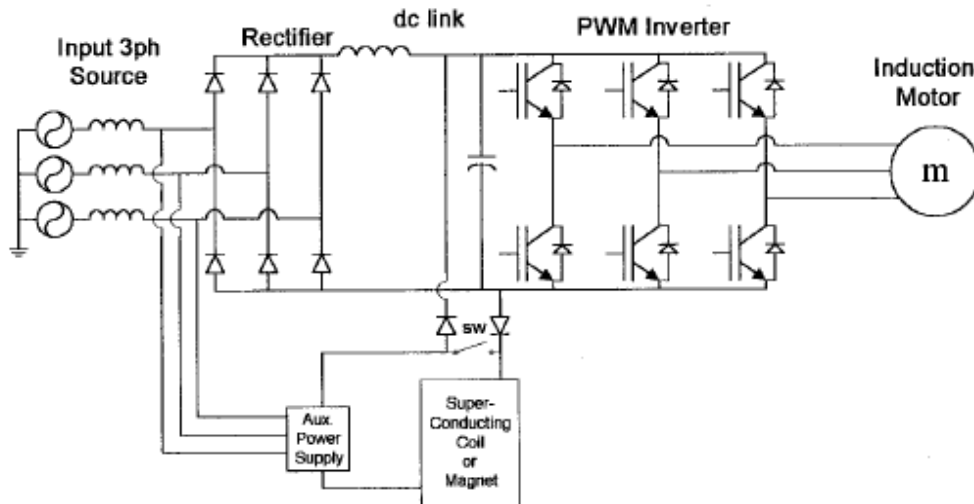 Input 3ph
Source
Rectifier
dc link
PWM Inverter
Induction
Motor
m
sw
Aux.
Power
Supply
Super-
Conducting
Coil
or
Magnet